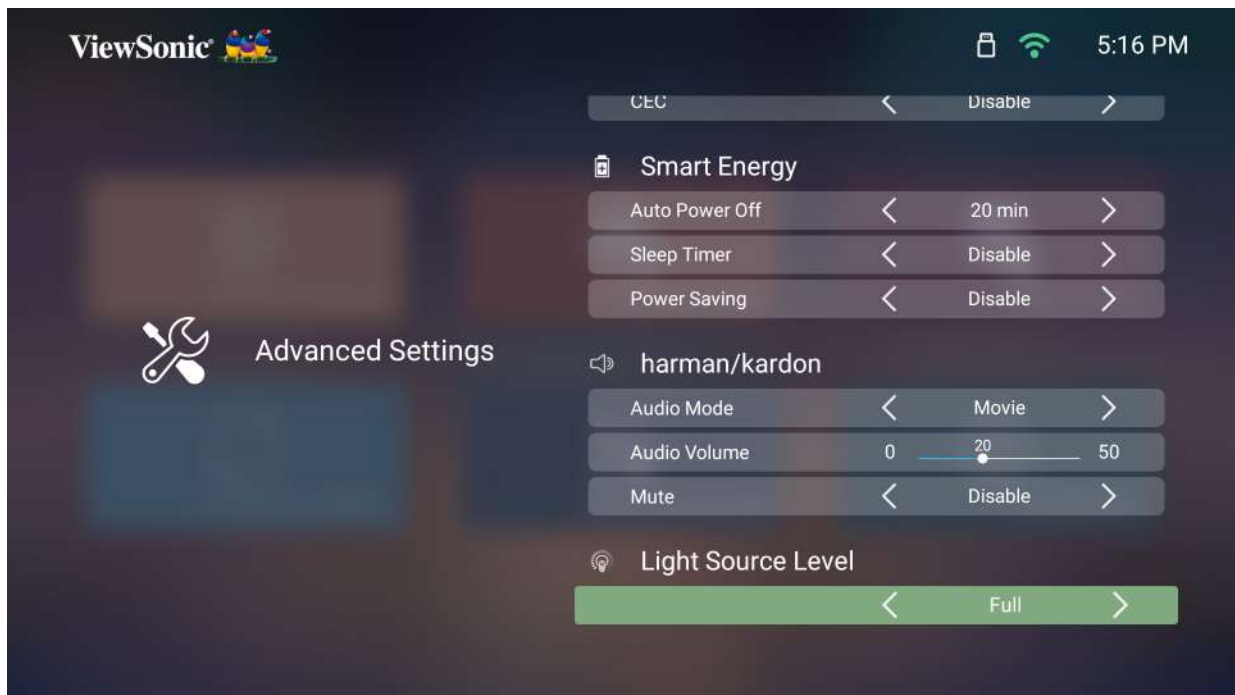 ViewSonic
5:16 PM
CEC Disable
Smart Energy
Auto Power Off 20 min
Sleep Timer Disable
Power Saving Disable
Advanced Settings
harman/kardon
Audio Mode Movie
Audio Volume 0 20 50
Mute Disable
Light Source Level
Full